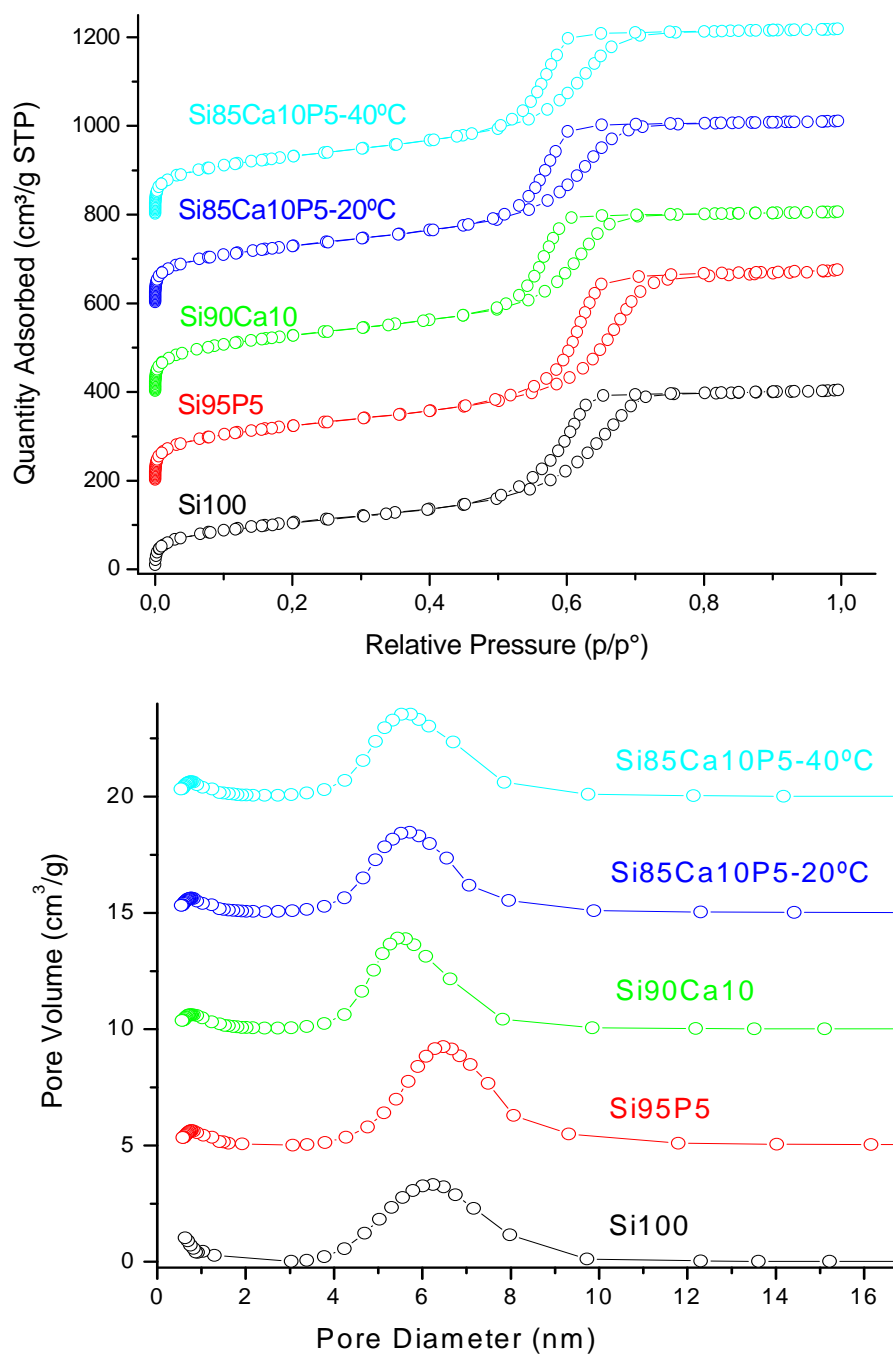 1200
1000
800
600
400
200
0
Quantity Adsorbed (cm³/g STP)
Si85Ca10P5-40ºC
Si85Ca10P5-20ºC
Si90Ca10
Si95P5
Si100
0,0 0,2 0,4 0,6 0,8 1,0
Relative Pressure (p/p°)
20
15
10
5
0
Pore Volume (cm³/g)
Si85Ca10P5-40ºC
Si85Ca10P5-20ºC
Si90Ca10
Si95P5
Si100
0 2 4 6 8 10 12 14 16
Pore Diameter (nm)